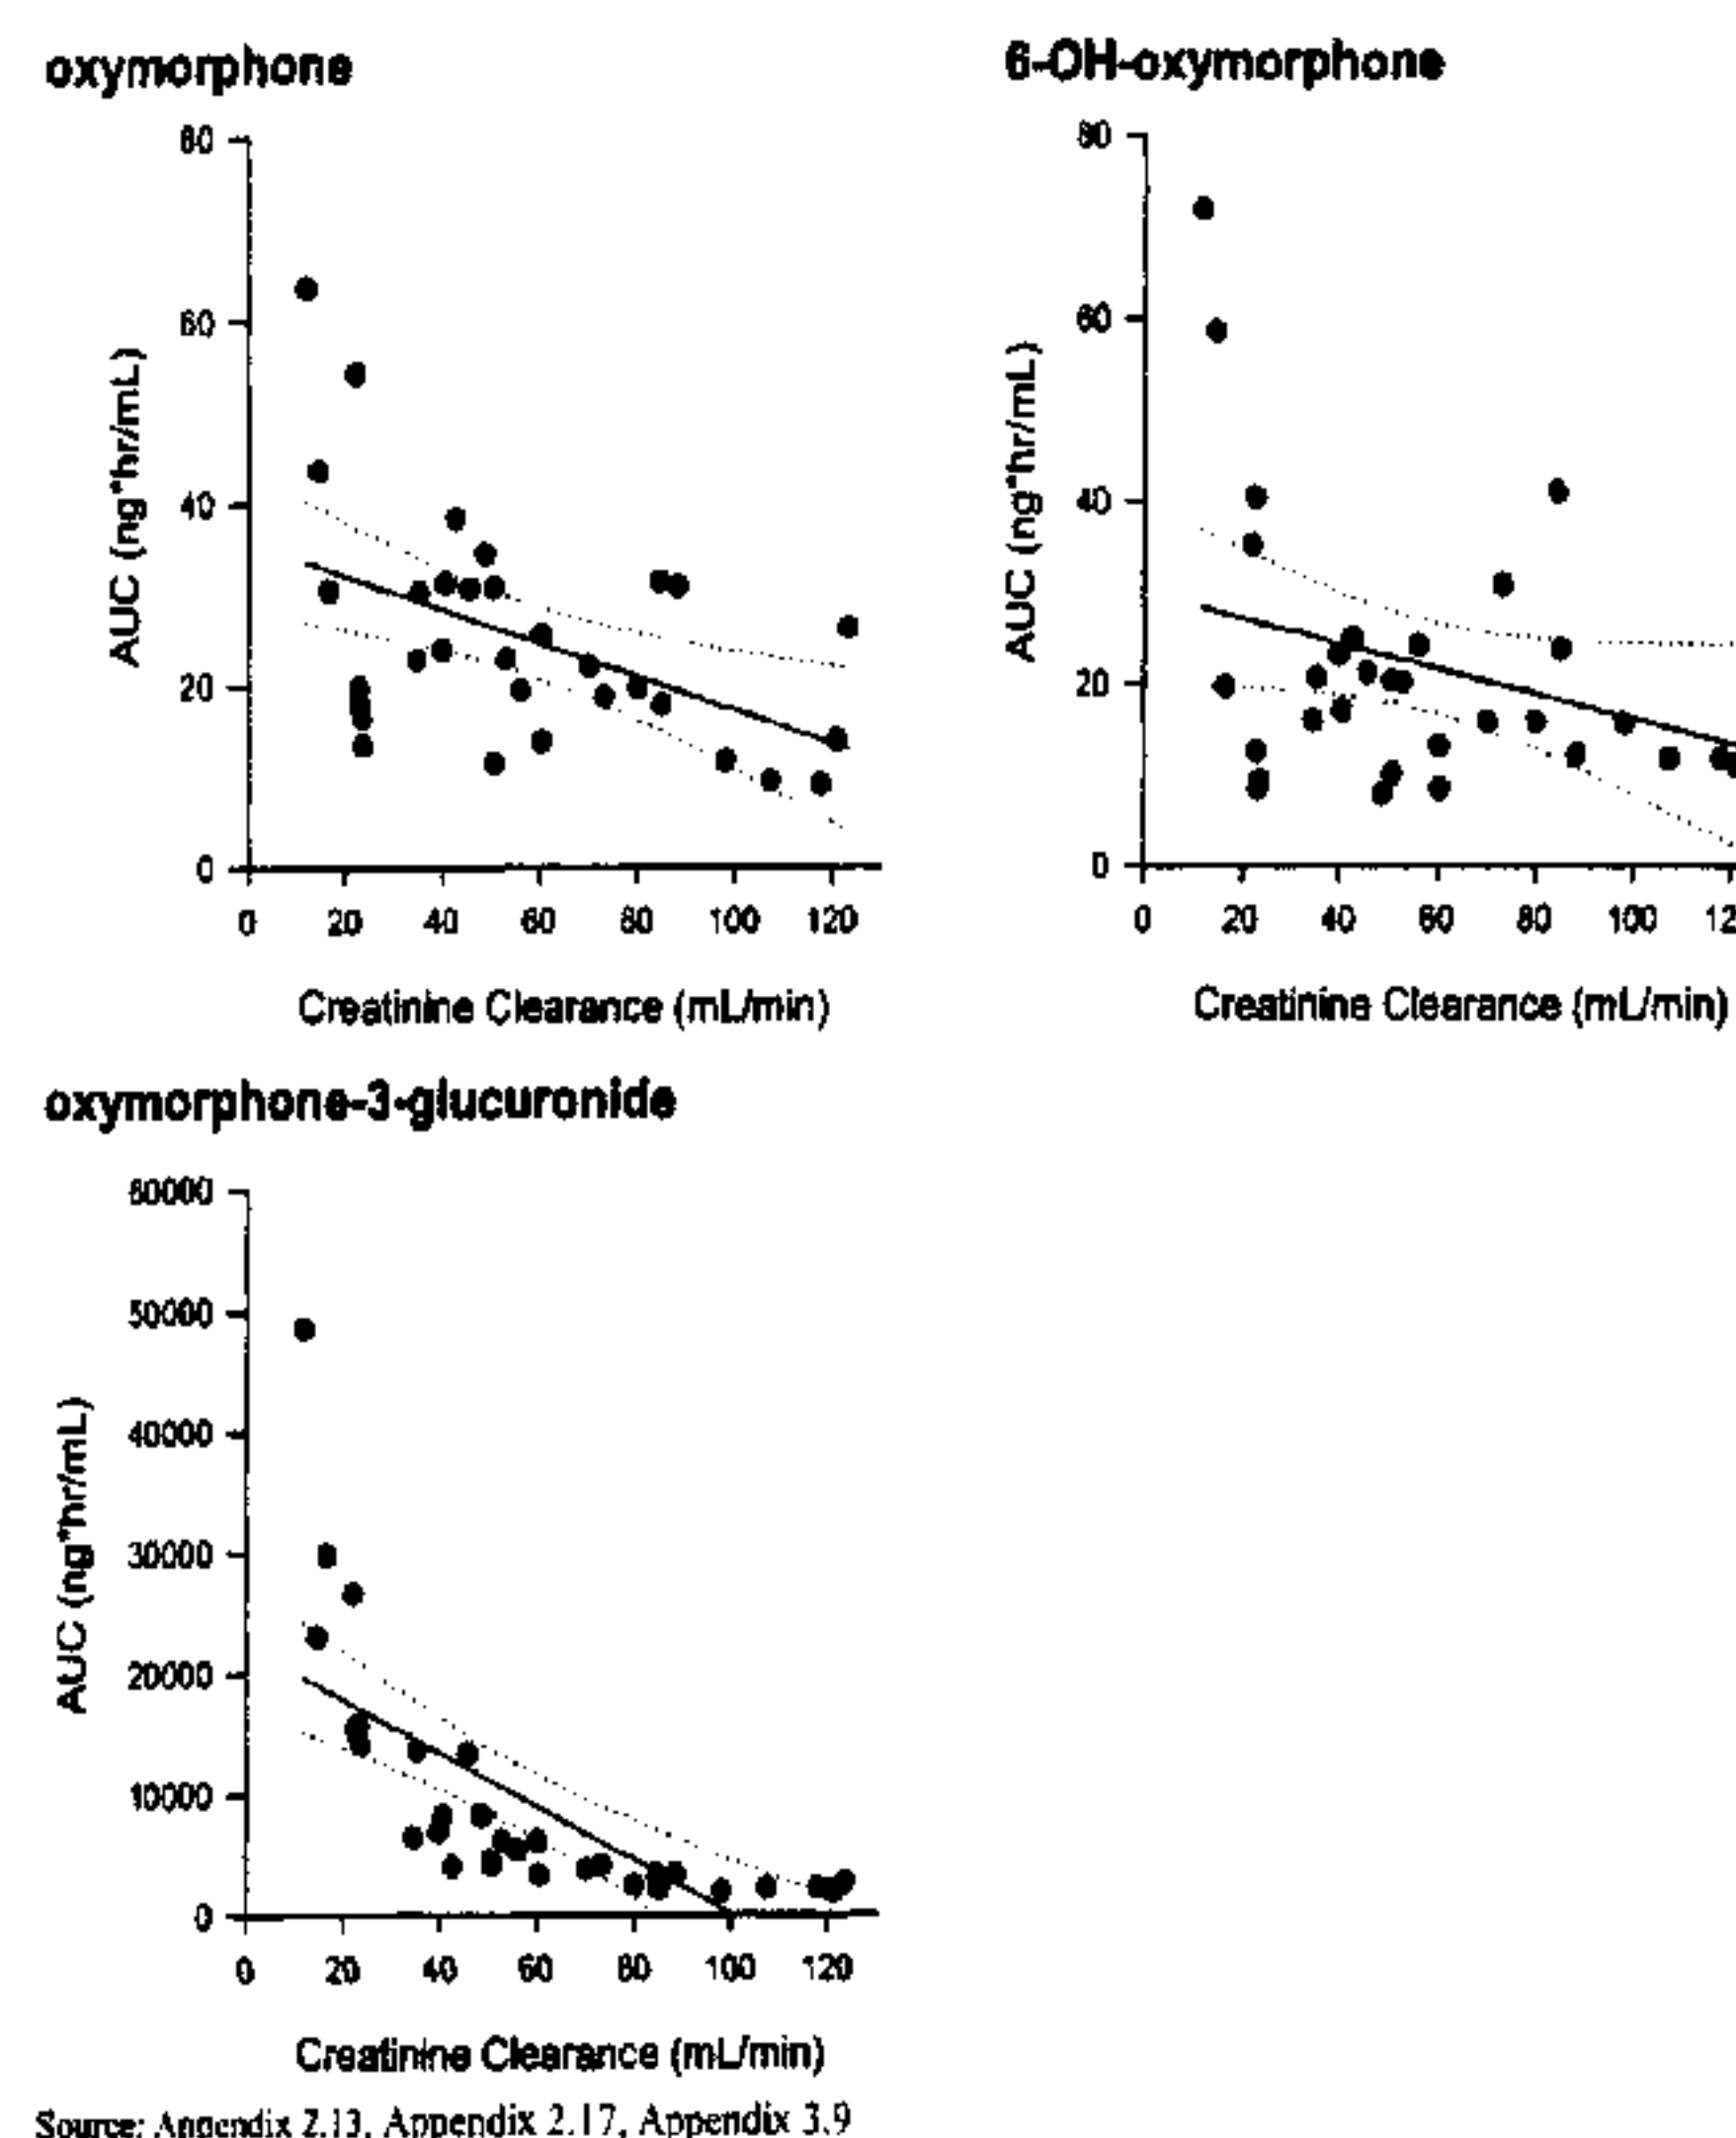 oxymorphone
80
60
40
20
0
AUC (ng*hr/mL)
0 20 40 60 80 100 120
Creatinine Clearance (mL/min)
6-OH-oxymorphone
80
60
40
20
0
AUC (ng*hr/mL)
0 20 40 60 80 100
Creatinine Clearance (mL/min)
oxymorphone-3-glucuronide
60000
50000
40000
30000
20000
10000
0
AUC (ng*hr/mL)
0 20 40 60 80 100 120
Creatinine Clearance (mL/min)
Source: Appendix 2.13, Appendix 2.17, Appendix 3.9